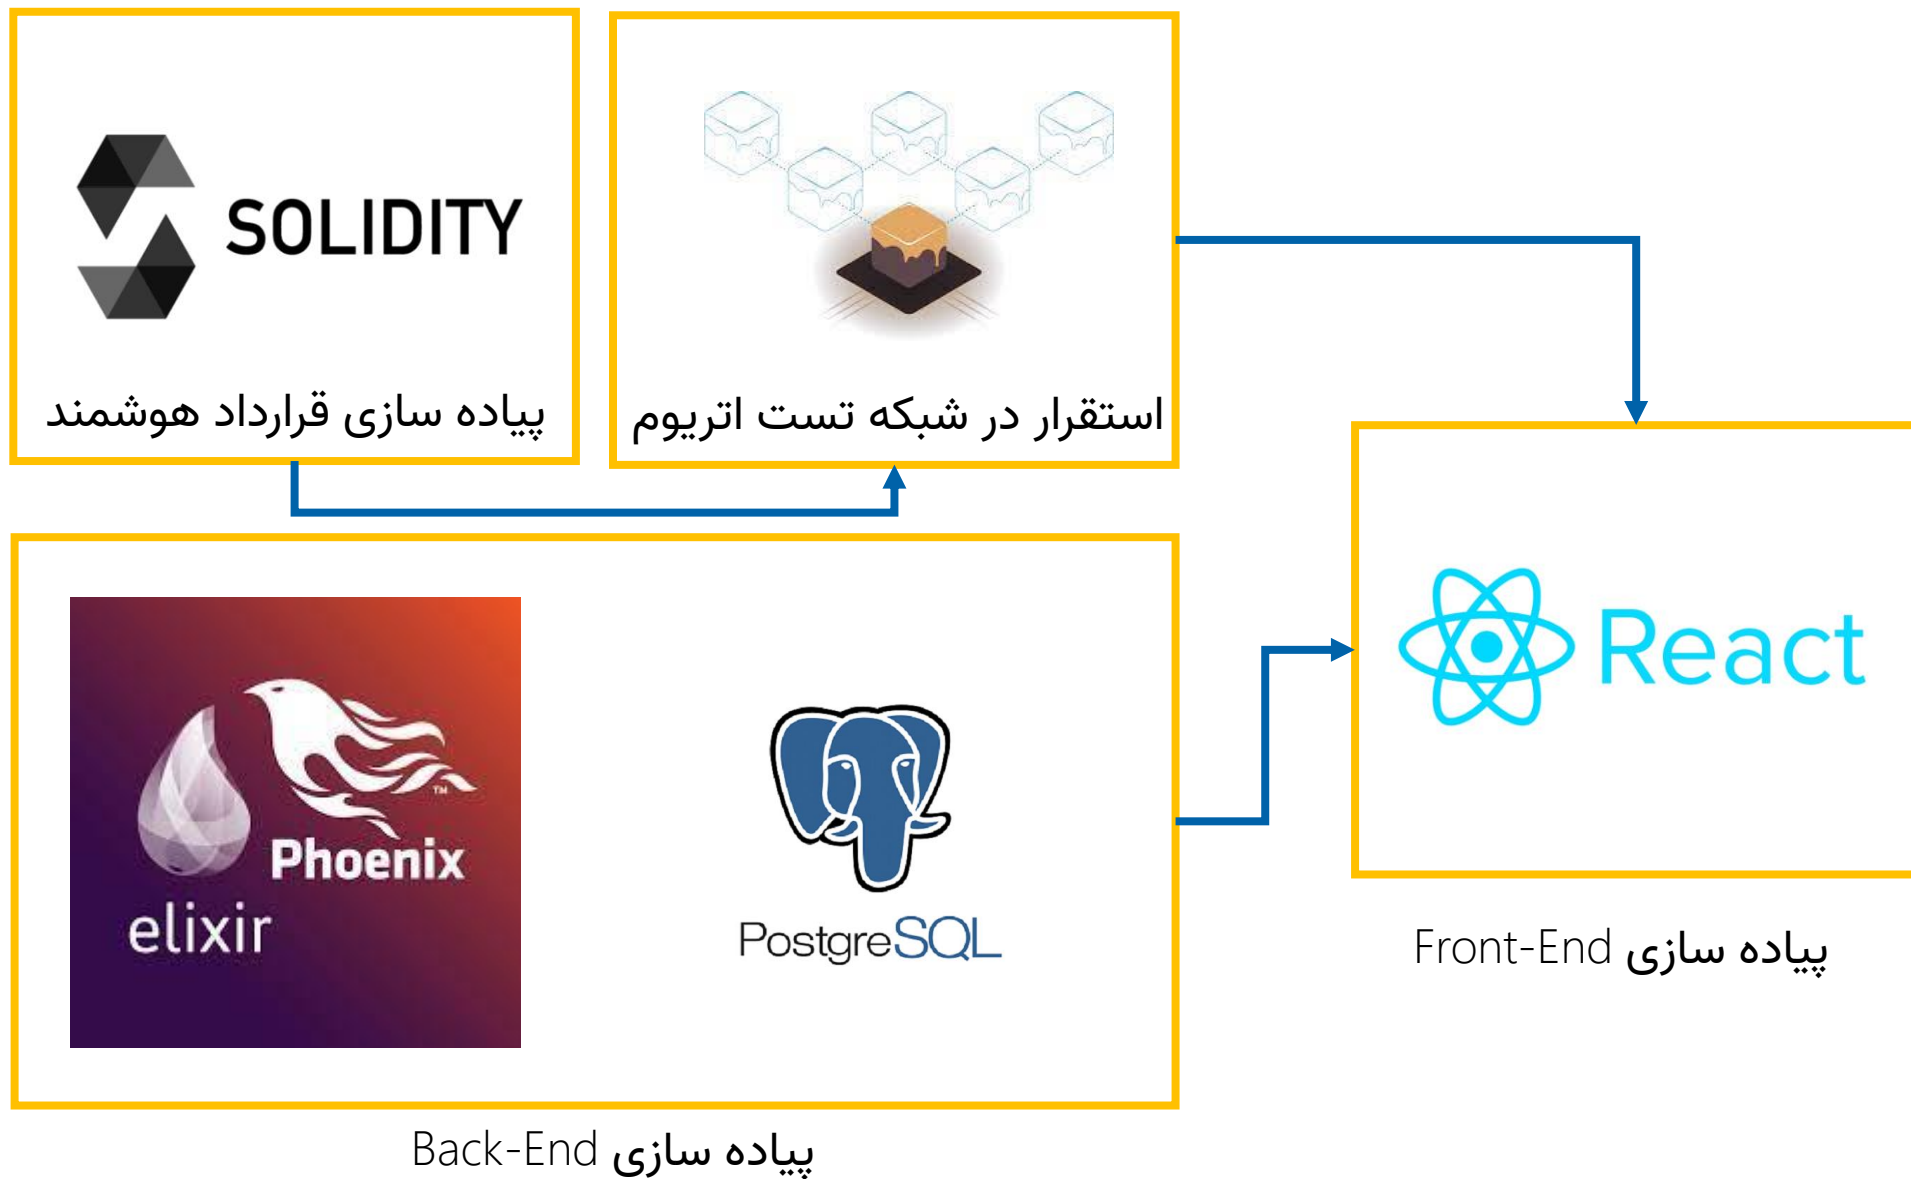 SOLIDITY
پیاده سازی قرارداد هوشمند
استقرار در شبکه تست اتریوم
Phoenix
TM
elixir
PostgreSQL
React
پیاده سازی Front-End
پیاده سازی Back-End